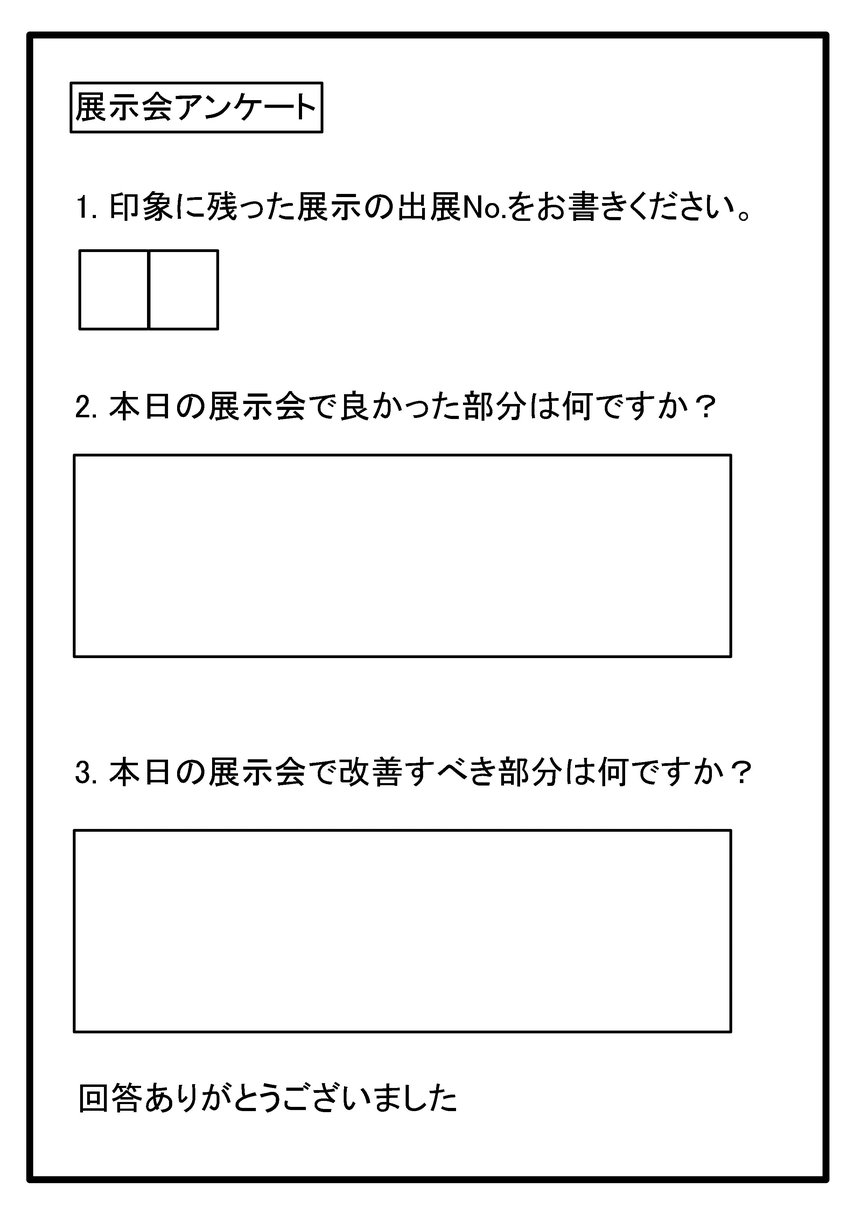 展示会アンケート
1. 印象に残った展示の出展No.をお書きください。
2. 本日の展示会で良かった部分は何ですか？
3. 本日の展示会で改善すべき部分は何ですか？
回答ありがとうございました